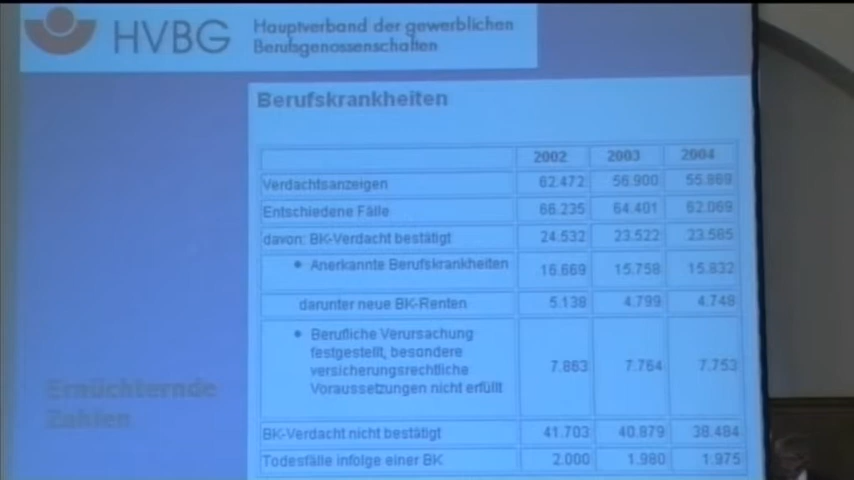 HVBG
Hauptverband der gewerblichen
Berufsgenossenschaften
Berufskrankheiten
2002 2003 2004
Verdachtsanzeigen 62.472 56.900 55.869
Entschiedene Fälle 66.235 64.401 62.069
davon: BK-Verdacht bestätigt 24.532 23.522 23.585
• Anerkannte Berufskrankheiten 16.669 15.758 15.832
darunter neue BK-Renten 5.138 4.799 4.748
• Berufliche Verursachung
festgestellt, besondere
versicherungsrechtliche
Voraussetzungen nicht erfüllt 7.863 7.764 7.753
Ernüchternde
Zahlen
BK-Verdacht nicht bestätigt 41.703 40.879 38.484
Todesfälle infolge einer BK 2.000 1.980 1.975